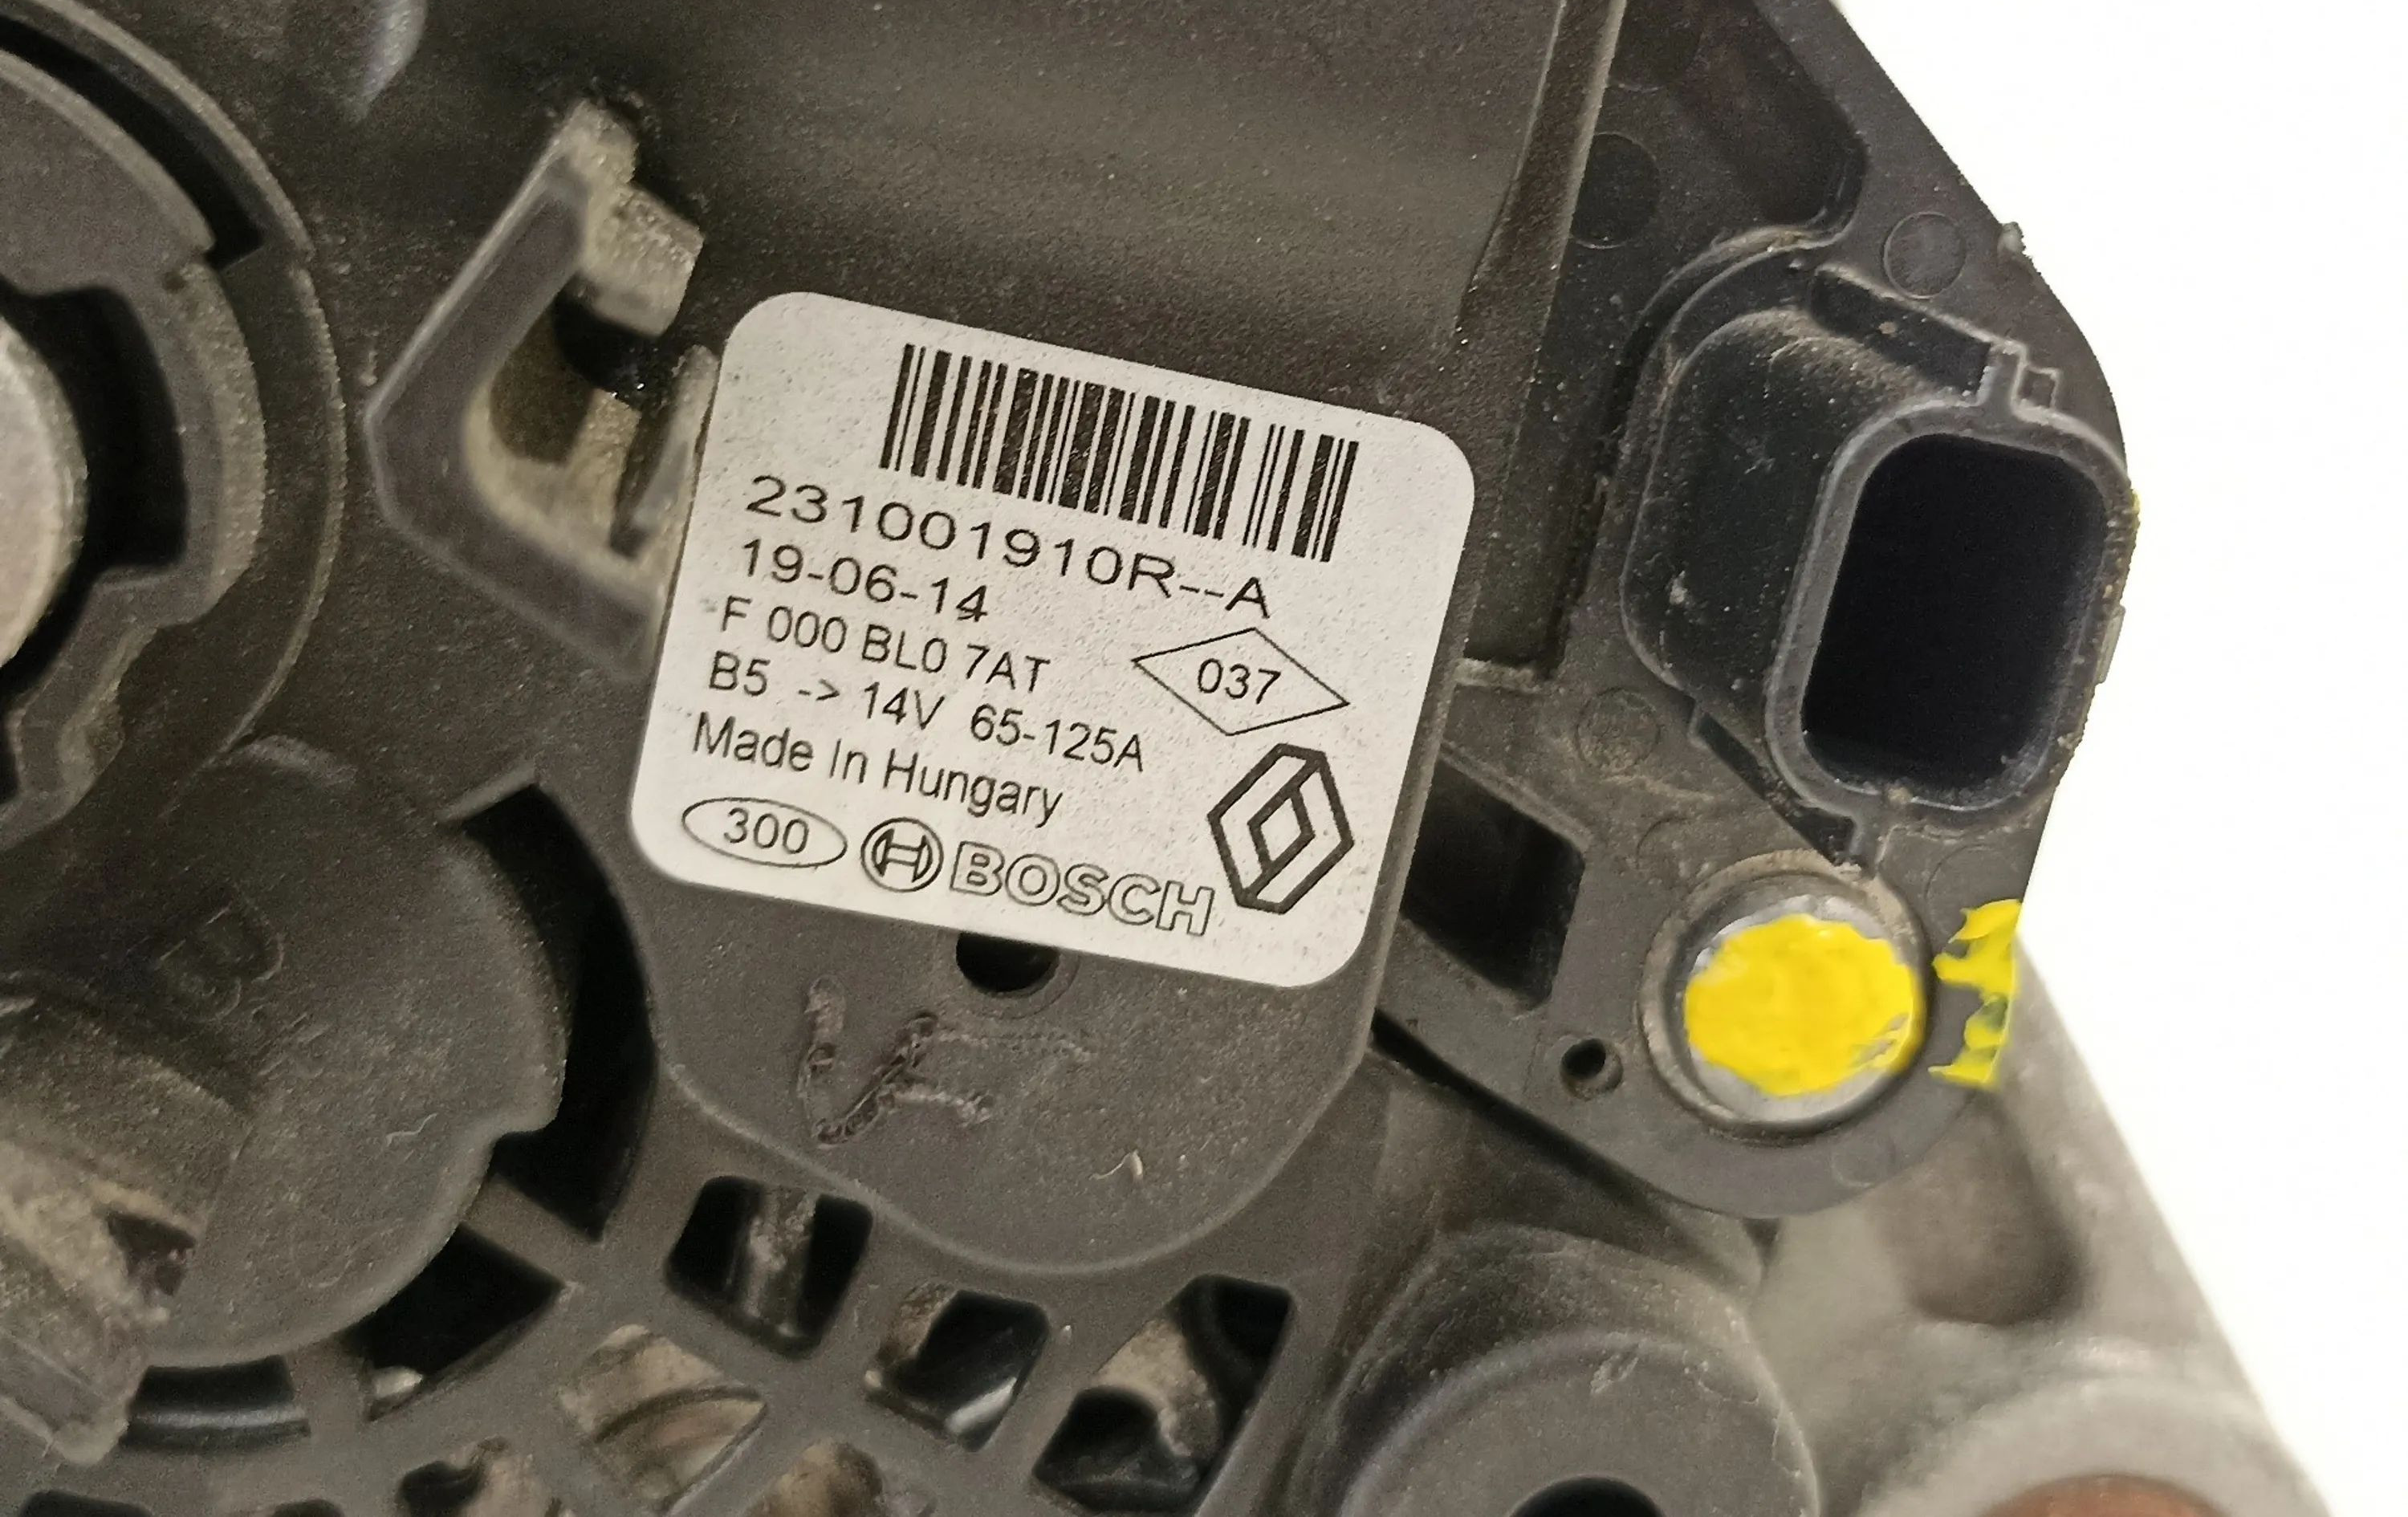 231001910R--A
19-06-14
F 000 BL0 7AT
037
B5 -> 14V 65-125A
Made In Hungary
300 BOSCH